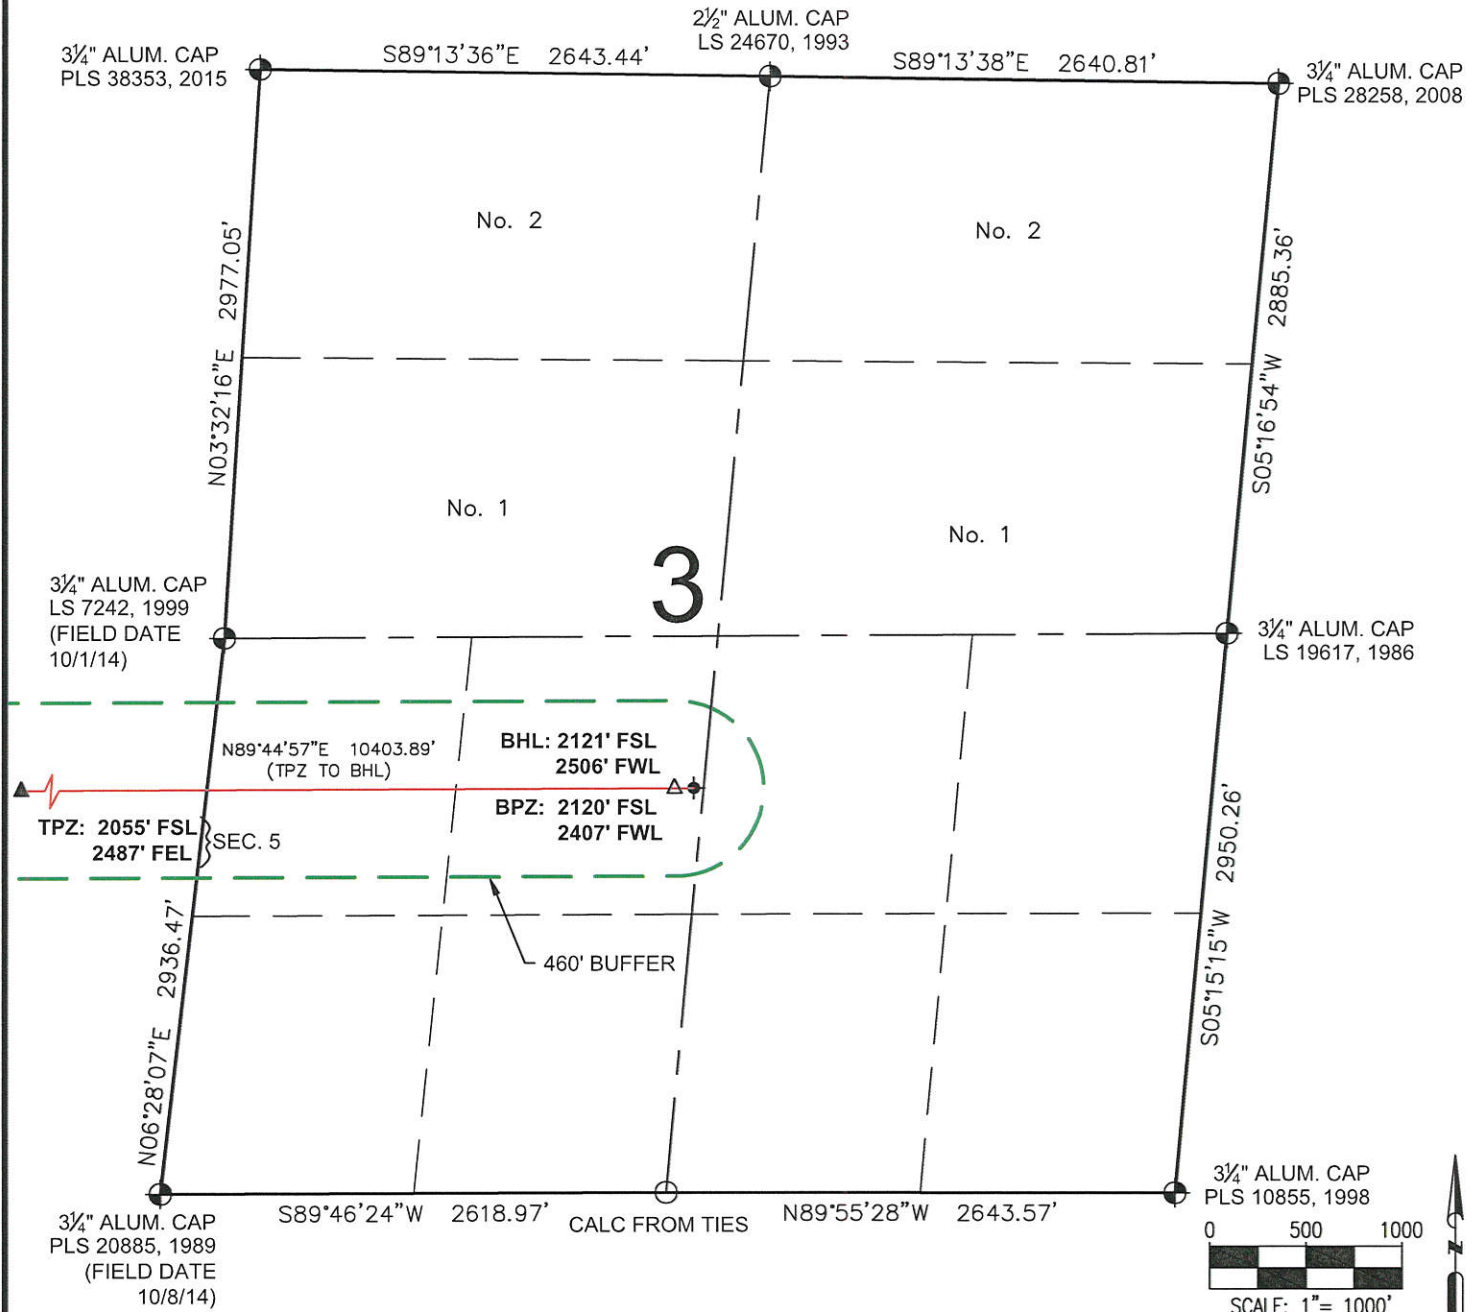 2½" ALUM. CAP
LS 24670, 1993
3¼" ALUM. CAP
PLS 38353, 2015
S89°13'36"E 2643.44'
S89°13'38"E 2640.81'
3¼" ALUM. CAP
PLS 28258, 2008
No. 2
No. 2
N03°32'16"E 2977.05'
S05°16'54"W 2885.36'
No. 1
No. 1
3
3¼" ALUM. CAP
LS 7242, 1999
(FIELD DATE
10/1/14)
3¼" ALUM. CAP
LS 19617, 1986
N89°44'57"E 10403.89'
(TPZ TO BHL)
BHL: 2121' FSL
2506' FWL
BPZ: 2120' FSL
2407' FWL
TPZ: 2055' FSL
2487' FEL
SEC. 5
460' BUFFER
N06°28'07"E 2936.47'
S05°15'15"W 2950.26'
S89°46'24"W 2618.97'
CALC FROM TIES
N89°55'28"W 2643.57'
3¼" ALUM. CAP
PLS 10855, 1998
3¼" ALUM. CAP
PLS 20885, 1989
(FIELD DATE
10/8/14)
0 500 1000
SCALE: 1"= 1000'
N